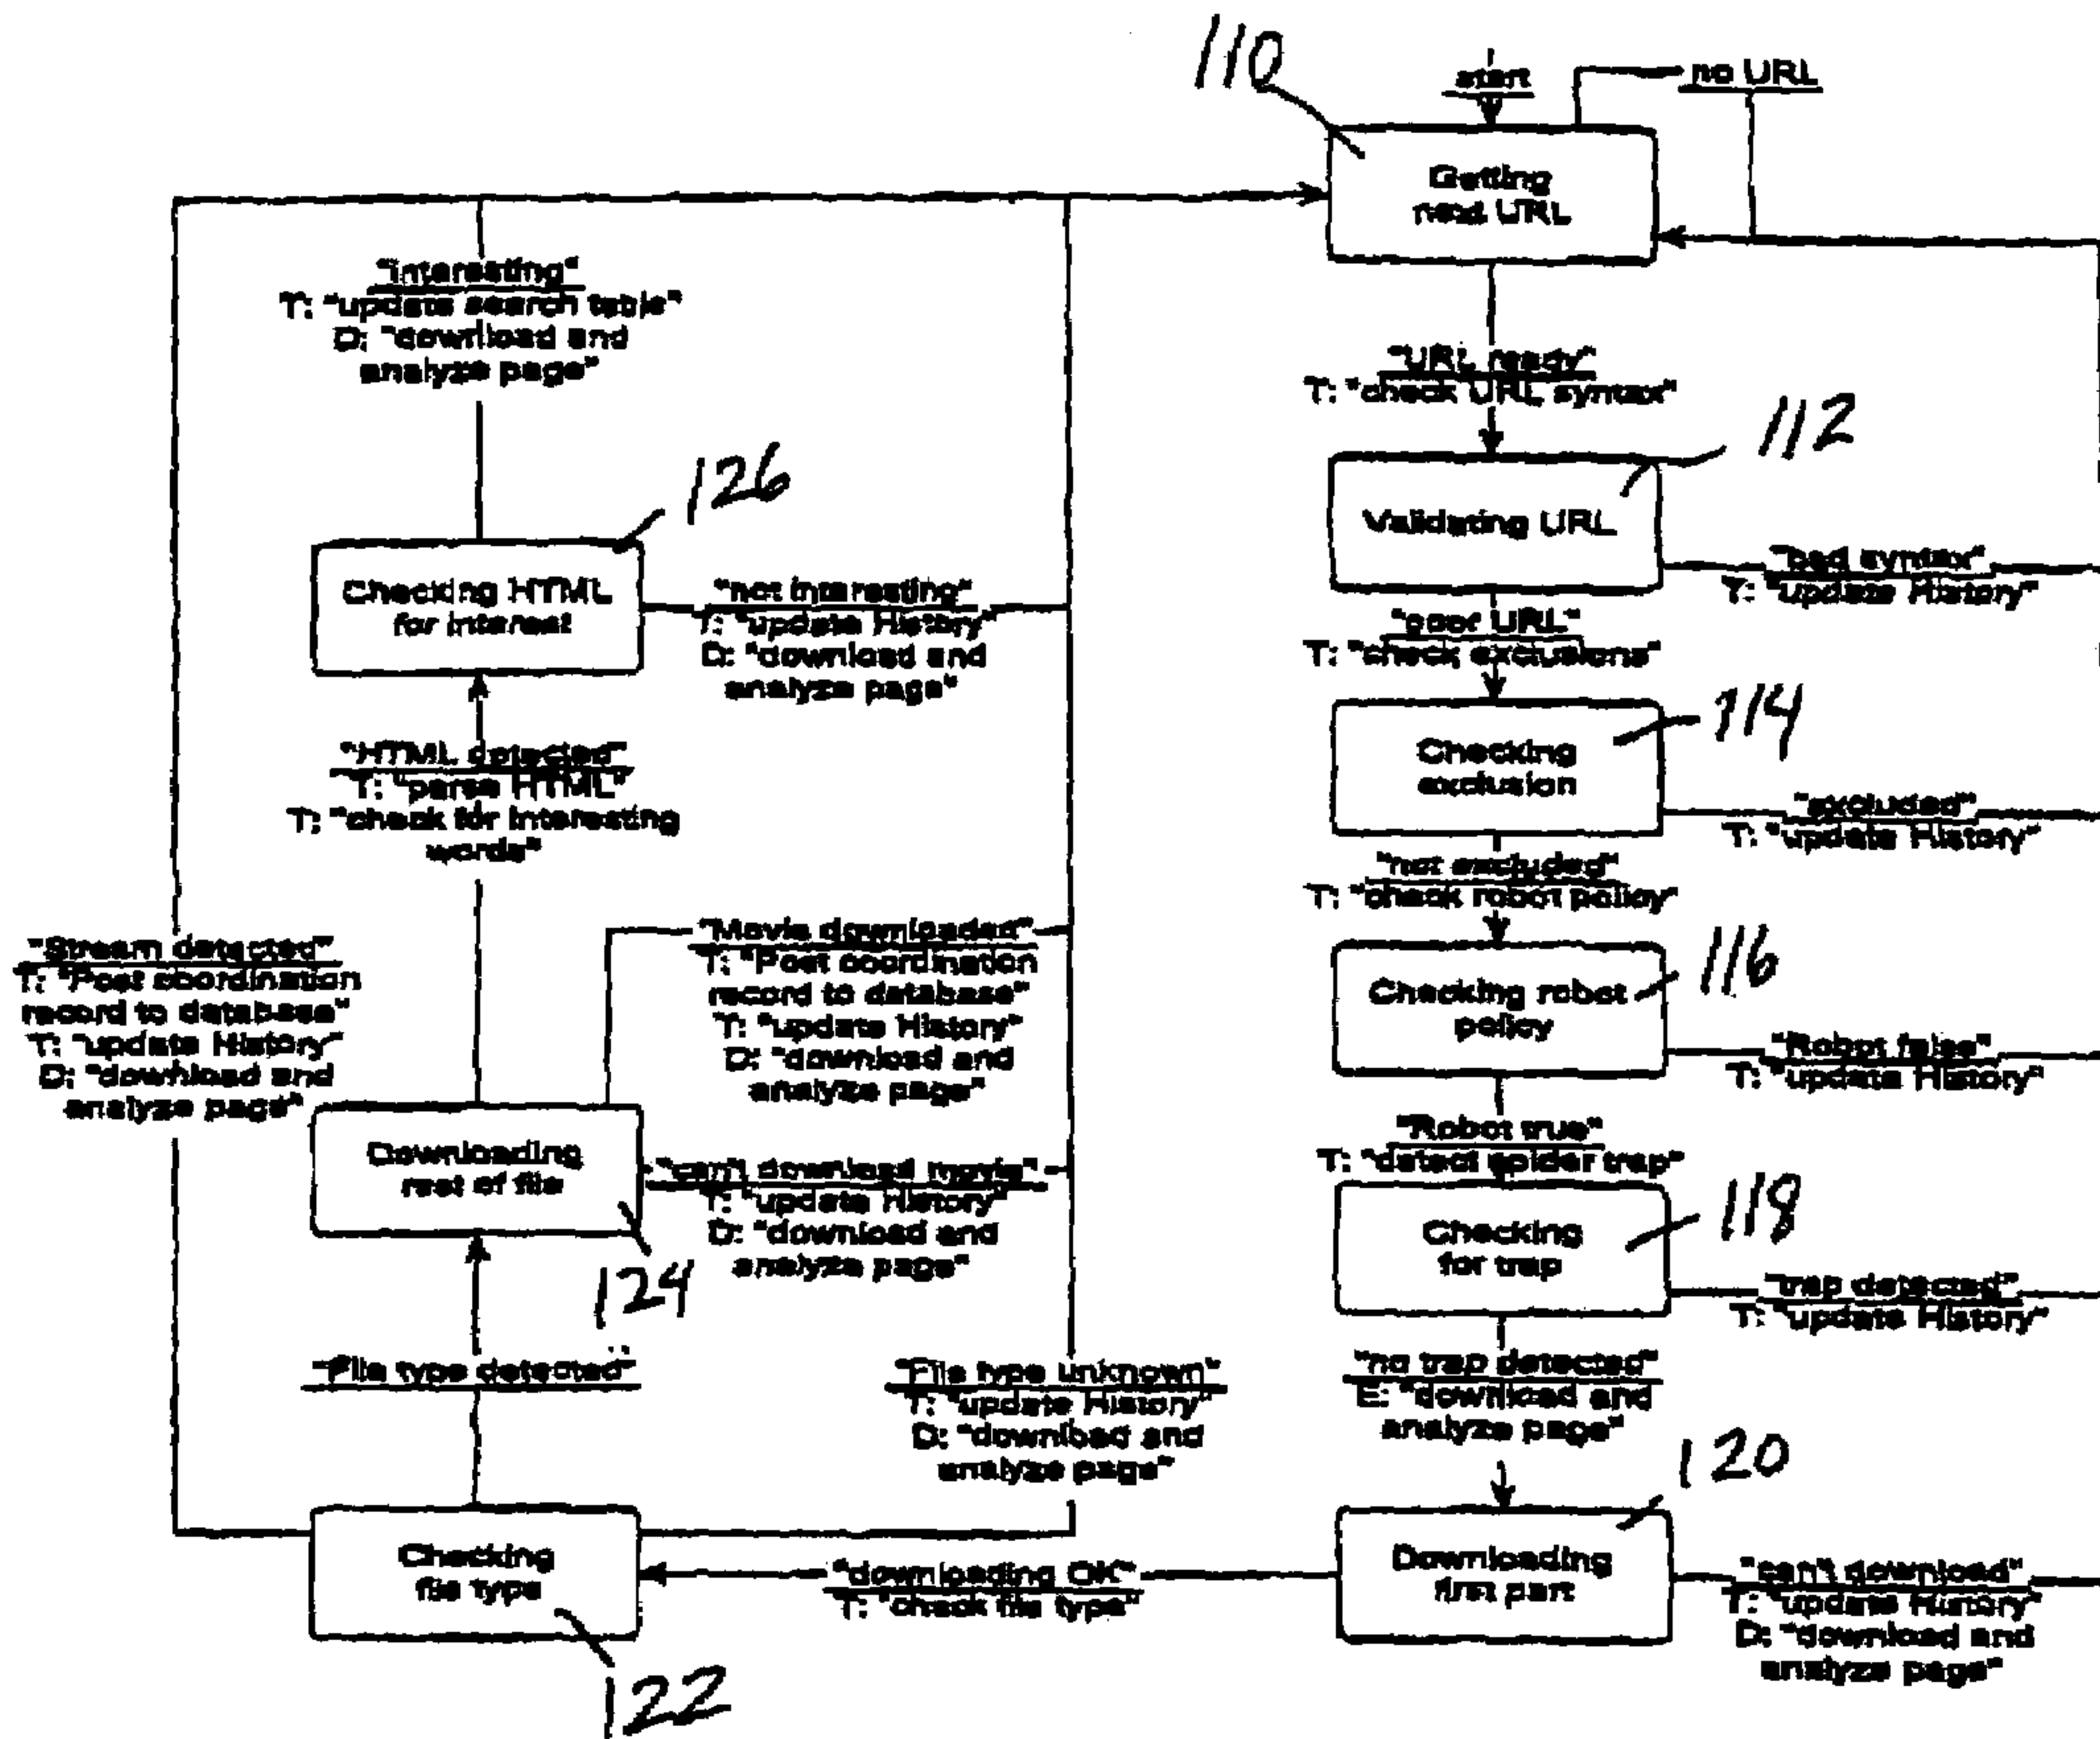 110
start
no URL
Getting
next URL
"URL ready"
T: "check URL syntax"
112
Validating URL
"bad syntax"
T: "update History"
"good URL"
T: "check exclusions"
114
Checking
exclusion
"excluded"
T: "update History"
"not excluded"
T: "check robot policy"
116
Checking robot
policy
"Robot false"
T: "update History"
"Robot true"
T: "detect spider trap"
118
Checking
for trap
"trap detected"
T: "update History"
"no trap detected"
E: "download and
analyze page"
120
Downloading
first part
"can't download"
T: "update History"
D: "download and
analyze page"
"downloading OK"
T: "check file type"
Checking
file type
122
"File type unknown"
T: "update History"
D: "download and
analyze page"
"File type detected"
"Stream detected"
T: "Post coordination
record to database"
T: "update History"
D: "download and
analyze page"
Downloading
rest of file
124
"can't download movie"
T: "update History"
D: "download and
analyze page"
"Movie downloaded"
T: "Post coordination
record to database"
T: "update History"
D: "download and
analyze page"
"HTML detected"
T: "parse HTML"
T: "check for interesting
words"
126
Checking HTML
for interest
"not interesting"
T: "update History"
D: "download and
analyze page"
"interesting"
T: "update search table"
D: "download and
analyze page"